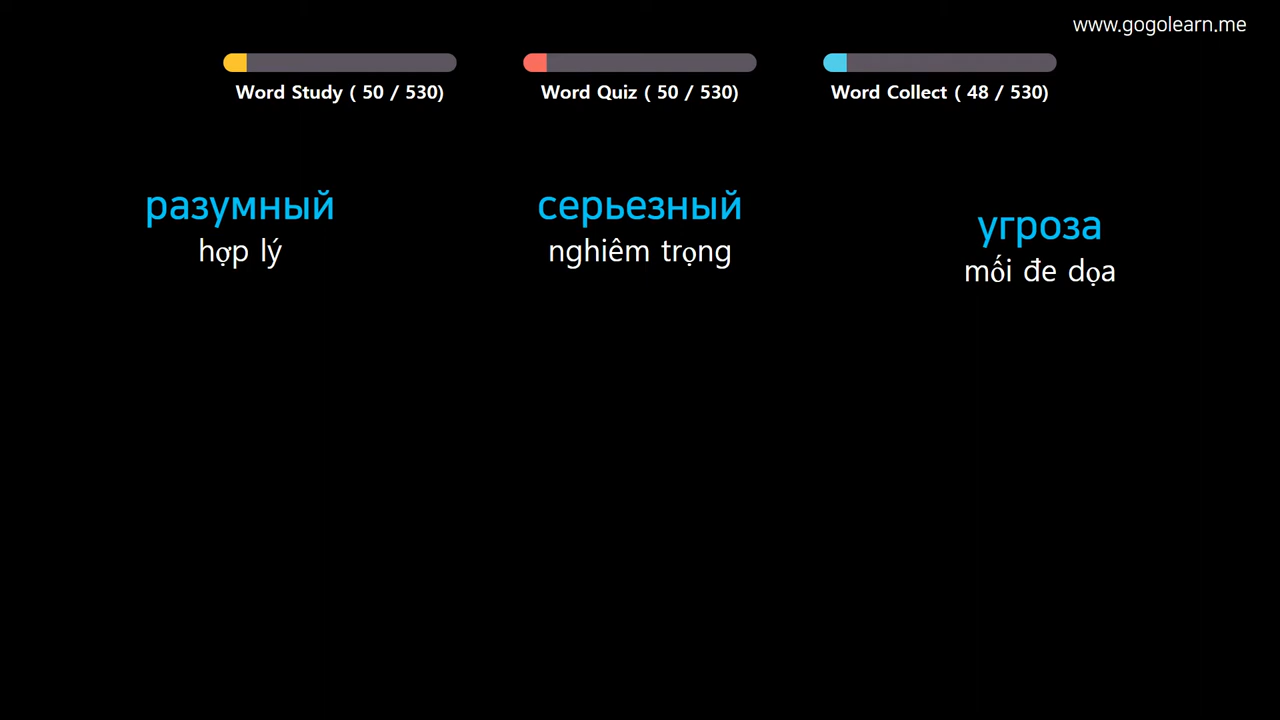 www.gogolearn.me
Word Study ( 50 / 530)
Word Quiz ( 50 / 530)
Word Collect ( 48 / 530)
разумный
hợp lý
серьезный
nghiêm trọng
угроза
mối đe dọa